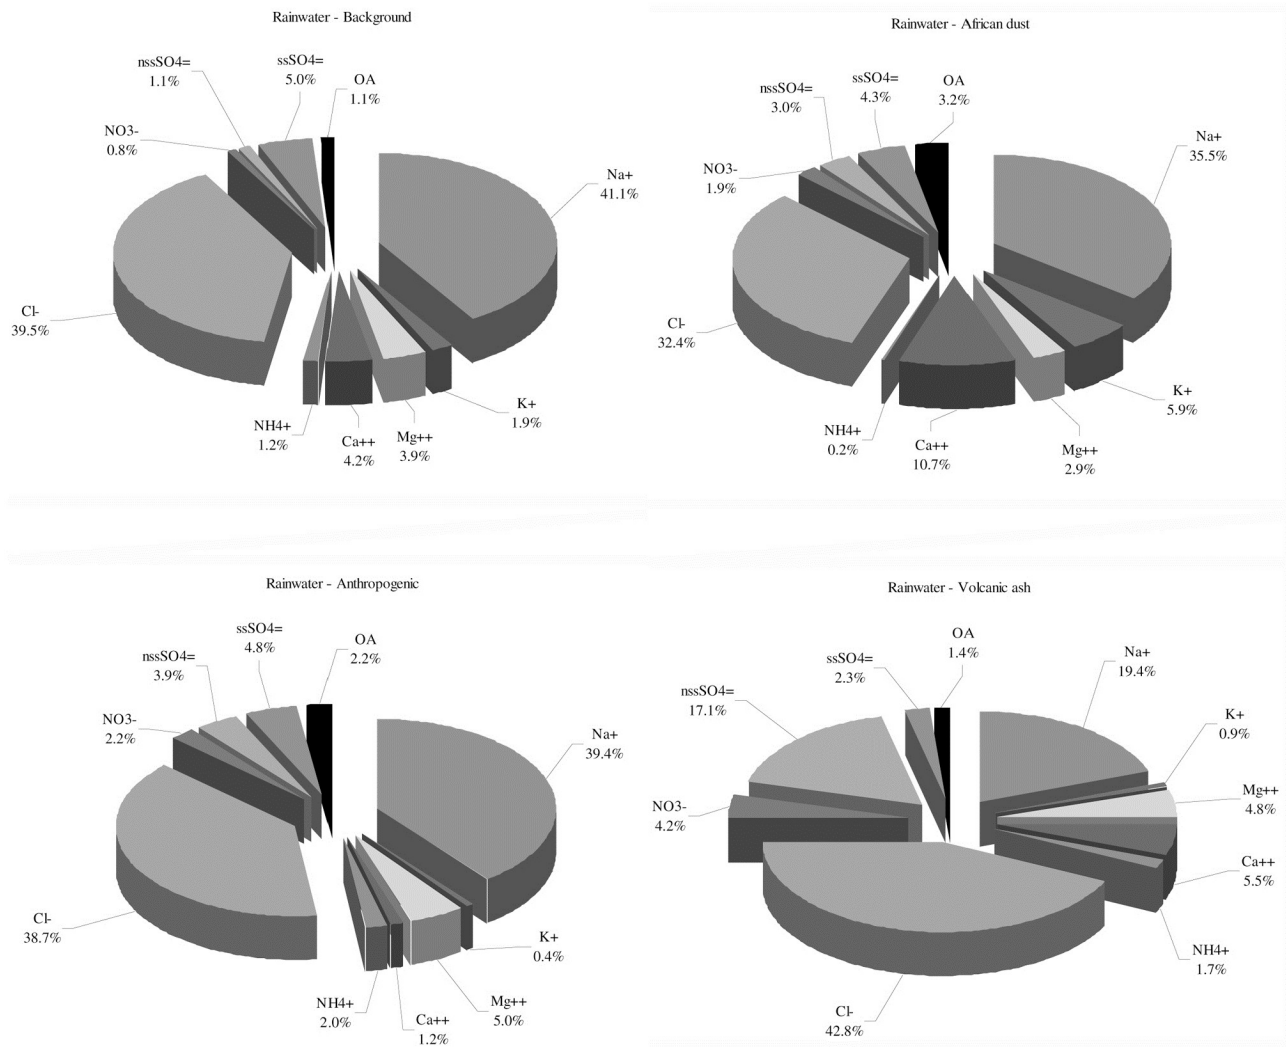 Rainwater - Background
nssSO4=
1.1%
ssSO4=
5.0%
OA
1.1%
NO3-
0.8%
Na+
41.1%
Cl-
39.5%
NH4+
1.2%
Ca++
4.2%
Mg++
3.9%
K+
1.9%
Rainwater - African dust
nssSO4=
3.0%
ssSO4=
4.3%
OA
3.2%
Na+
35.5%
NO3-
1.9%
Cl-
32.4%
NH4+
0.2%
Ca++
10.7%
Mg++
2.9%
K+
5.9%
Rainwater - Anthropogenic
ssSO4=
4.8%
OA
2.2%
nssSO4=
3.9%
NO3-
2.2%
Na+
39.4%
Cl-
38.7%
NH4+
2.0%
Ca++
1.2%
Mg++
5.0%
K+
0.4%
Rainwater - Volcanic ash
OA
1.4%
ssSO4=
2.3%
Na+
19.4%
nssSO4=
17.1%
K+
0.9%
NO3-
4.2%
Mg++
4.8%
Ca++
5.5%
NH4+
1.7%
Cl-
42.8%